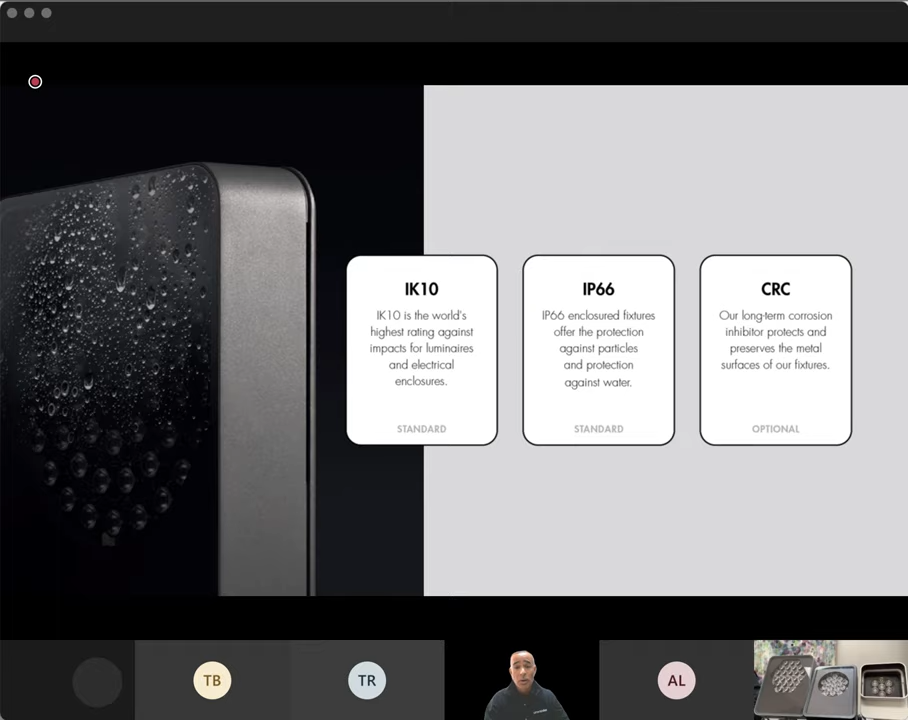 IK10
IK10 is the world's
highest rating against
impacts for luminaires
and electrical
enclosures.
STANDARD
IP66
IP66 enclosured fixtures
offer the protection
against particles
and protection
against water.
STANDARD
CRC
Our long-term corrosion
inhibitor protects and
preserves the metal
surfaces of our fixtures.
OPTIONAL
TB
TR
AL